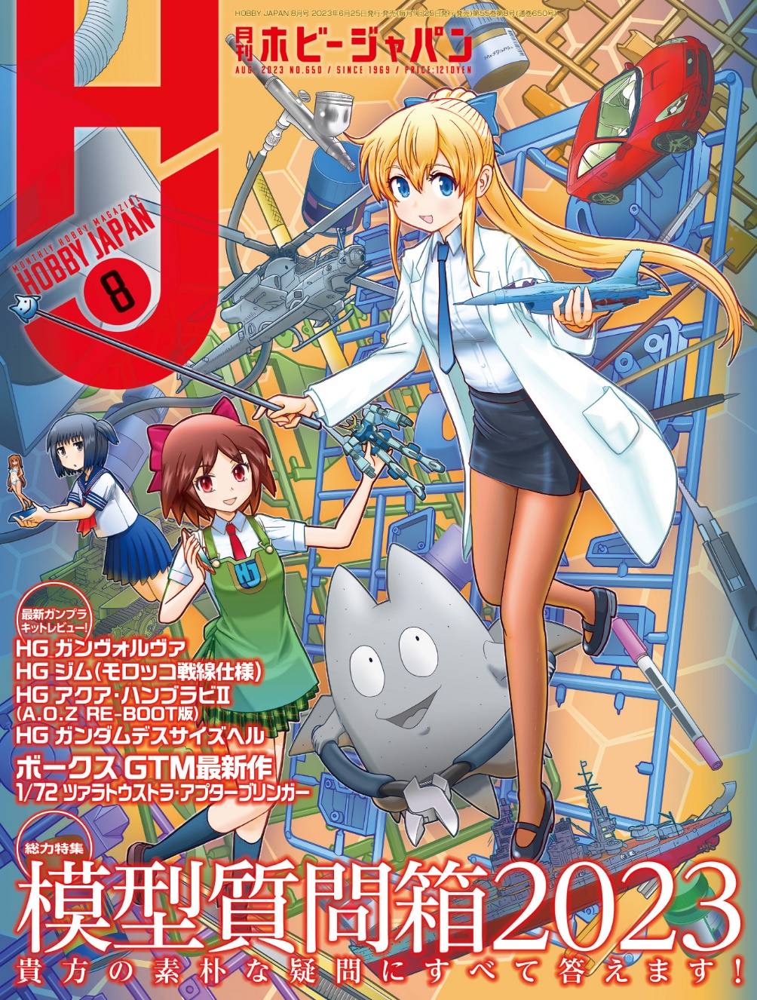 HOBBY JAPAN 8月号 2023年6月25日発行・発売(毎月1回25日発行・発売)第55巻第8号(通巻650号)
月刊 ホビージャパン
AUG. 2023 NO.650 / SINCE 1969 / PRICE:1210YEN
Mr.メタルカラー
HJ
MONTHLY HOBBY MAGAZINE
HOBBY JAPAN
8
HJ
最新ガンプラ
キットレビュー!
HG ガンヴォルヴァ
HG ジム(モロッコ戦線仕様)
HG アクア・ハンブラビⅡ
(A.O.Z RE-BOOT版)
HG ガンダムデスサイズヘル
ボークス GTM最新作
1/72 ツァラトウストラ・アプターブリンガー
総力特集
模型質問箱2023
貴方の素朴な疑問にすべて答えます!